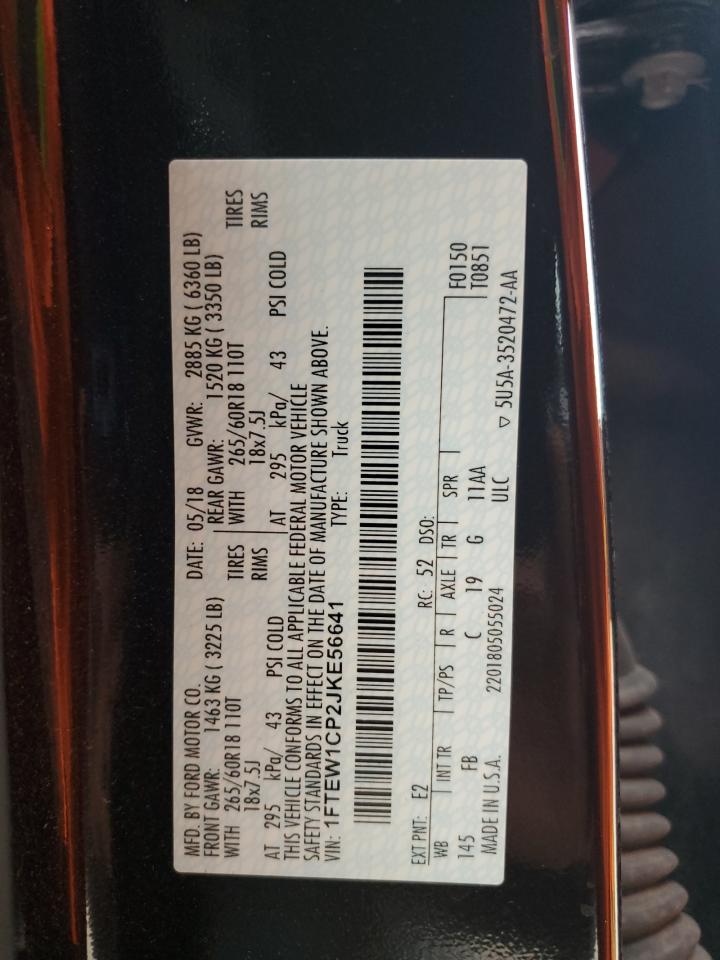 MFD. BY FORD MOTOR CO.
DATE: 05/18 GVWR: 2885 KG ( 6360 LB)
FRONT GAWR: 1463 KG ( 3225 LB)
REAR GAWR: 1520 KG ( 3350 LB)
WITH 265/60R18 110T TIRES
WITH 265/60R18 110T TIRES
18x7.5J RIMS
18x7.5J RIMS
AT 295 kPa/ 43 PSI COLD
AT 295 kPa/ 43 PSI COLD
THIS VEHICLE CONFORMS TO ALL APPLICABLE FEDERAL MOTOR VEHICLE
SAFETY STANDARDS IN EFFECT ON THE DATE OF MANUFACTURE SHOWN ABOVE.
VIN: 1FTEW1CP2JKE56641 TYPE: Truck
EXT PNT: E2 RC: 52 DSO:
WB INT TR TP/PS R AXLE TR SPR F0150
145 FB C 19 G 11AA T0851
MADE IN U.S.A. 2201805055024 ULC ▽ 5U5A-3520472-AA